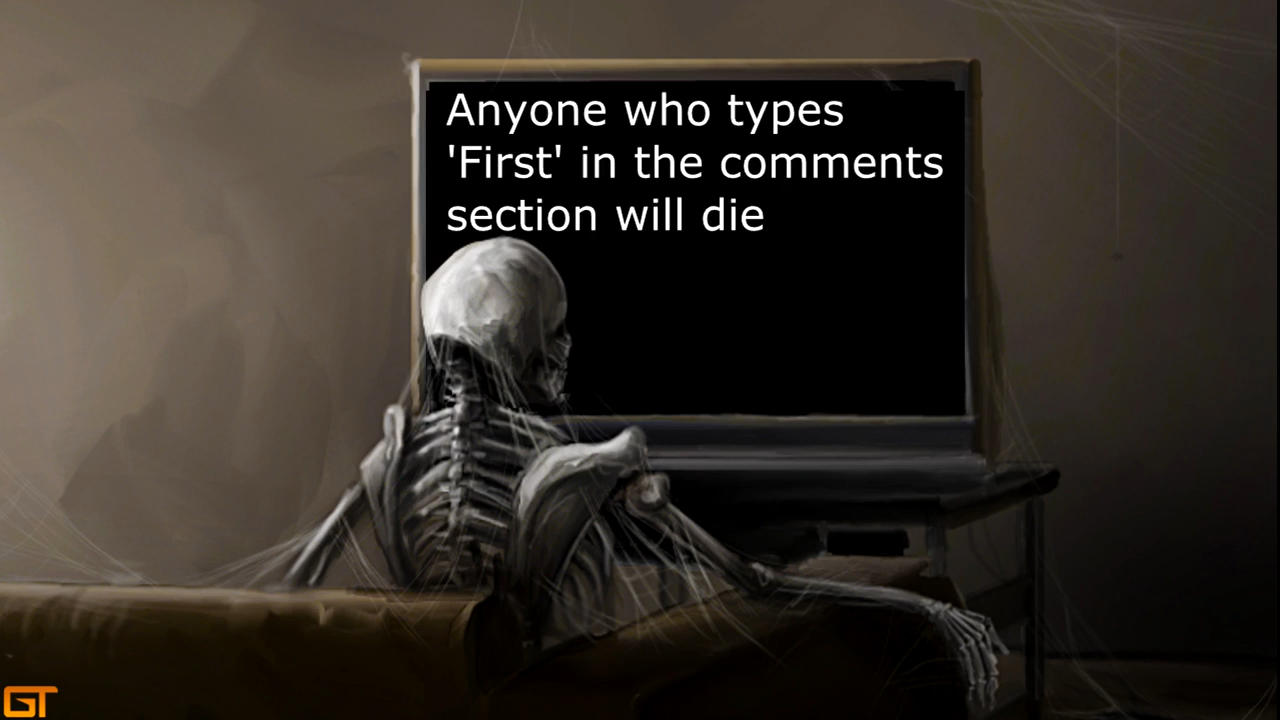 Anyone who types
'First' in the comments
section will die
GT